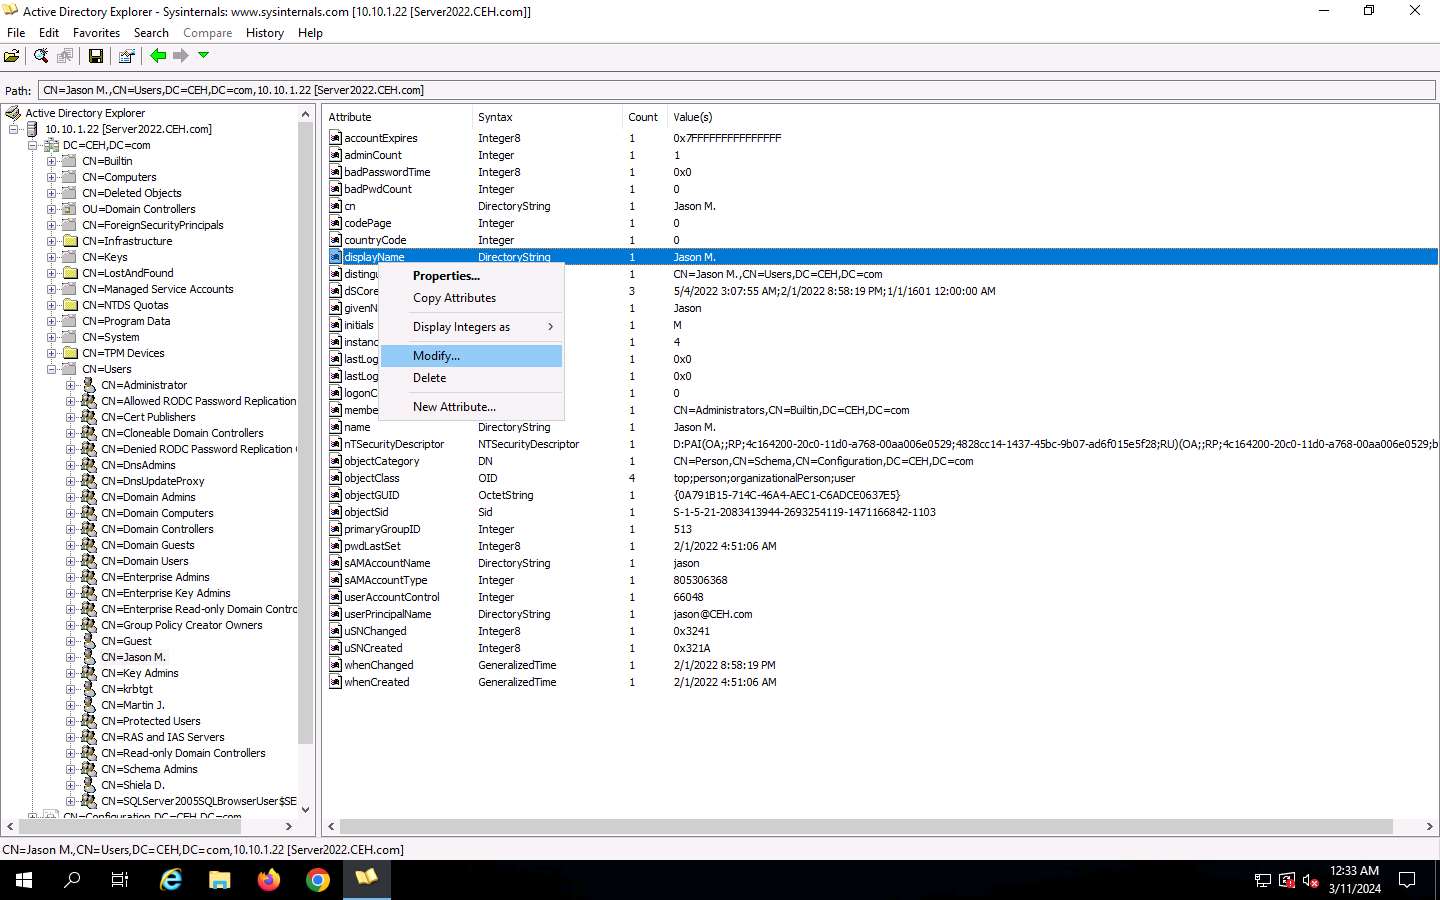 Active Directory Explorer - Sysinternals: www.sysinternals.com [10.10.1.22 [Server2022.CEH.com]]
File Edit Favorites Search Compare History Help
Path: CN=Jason M.,CN=Users,DC=CEH,DC=com,10.10.1.22 [Server2022.CEH.com]
Active Directory Explorer
10.10.1.22 [Server2022.CEH.com]
DC=CEH,DC=com
CN=Builtin
CN=Computers
CN=Deleted Objects
OU=Domain Controllers
CN=ForeignSecurityPrincipals
CN=Infrastructure
CN=Keys
CN=LostAndFound
CN=Managed Service Accounts
CN=NTDS Quotas
CN=Program Data
CN=System
CN=TPM Devices
CN=Users
CN=Administrator
CN=Allowed RODC Password Replication
CN=Cert Publishers
CN=Cloneable Domain Controllers
CN=Denied RODC Password Replication
CN=DnsAdmins
CN=DnsUpdateProxy
CN=Domain Admins
CN=Domain Computers
CN=Domain Controllers
CN=Domain Guests
CN=Domain Users
CN=Enterprise Admins
CN=Enterprise Key Admins
CN=Enterprise Read-only Domain Contro
CN=Group Policy Creator Owners
CN=Guest
CN=Jason M.
CN=Key Admins
CN=krbtgt
CN=Martin J.
CN=Protected Users
CN=RAS and IAS Servers
CN=Read-only Domain Controllers
CN=Schema Admins
CN=Shiela D.
CN=SQLServer2005SQLBrowserUser$SE
CN=Configuration,DC=CEH,DC=com
Attribute Syntax Count Value(s)
accountExpires Integer8 1 0x7FFFFFFFFFFFFFFF
adminCount Integer 1 1
badPasswordTime Integer8 1 0x0
badPwdCount Integer 1 0
cn DirectoryString 1 Jason M.
codePage Integer 1 0
countryCode Integer 1 0
displayName DirectoryString 1 Jason M.
distingu 1 CN=Jason M.,CN=Users,DC=CEH,DC=com
dSCore 3 5/4/2022 3:07:55 AM;2/1/2022 8:58:19 PM;1/1/1601 12:00:00 AM
givenN 1 Jason
initials 1 M
instanc 1 4
lastLog 1 0x0
lastLog 1 0x0
logonC 1 0
membe 1 CN=Administrators,CN=Builtin,DC=CEH,DC=com
name DirectoryString 1 Jason M.
nTSecurityDescriptor NTSecurityDescriptor 1 D:PAI(OA;;RP;4c164200-20c0-11d0-a768-00aa006e0529;4828cc14-1437-45bc-9b07-ad6f015e5f28;RU)(OA;;RP;4c164200-20c0-11d0-a768-00aa006e0529;b
objectCategory DN 1 CN=Person,CN=Schema,CN=Configuration,DC=CEH,DC=com
objectClass OID 4 top;person;organizationalPerson;user
objectGUID OctetString 1 {0A791B15-714C-46A4-AEC1-C6ADCE0637E5}
objectSid Sid 1 S-1-5-21-2083413944-2693254119-1471166842-1103
primaryGroupID Integer 1 513
pwdLastSet Integer8 1 2/1/2022 4:51:06 AM
sAMAccountName DirectoryString 1 jason
sAMAccountType Integer 1 805306368
userAccountControl Integer 1 66048
userPrincipalName DirectoryString 1 jason@CEH.com
uSNChanged Integer8 1 0x3241
uSNCreated Integer8 1 0x321A
whenChanged GeneralizedTime 1 2/1/2022 8:58:19 PM
whenCreated GeneralizedTime 1 2/1/2022 4:51:06 AM
Properties...
Copy Attributes
Display Integers as
Modify...
Delete
New Attribute...
CN=Jason M.,CN=Users,DC=CEH,DC=com,10.10.1.22 [Server2022.CEH.com]
12:33 AM
3/11/2024